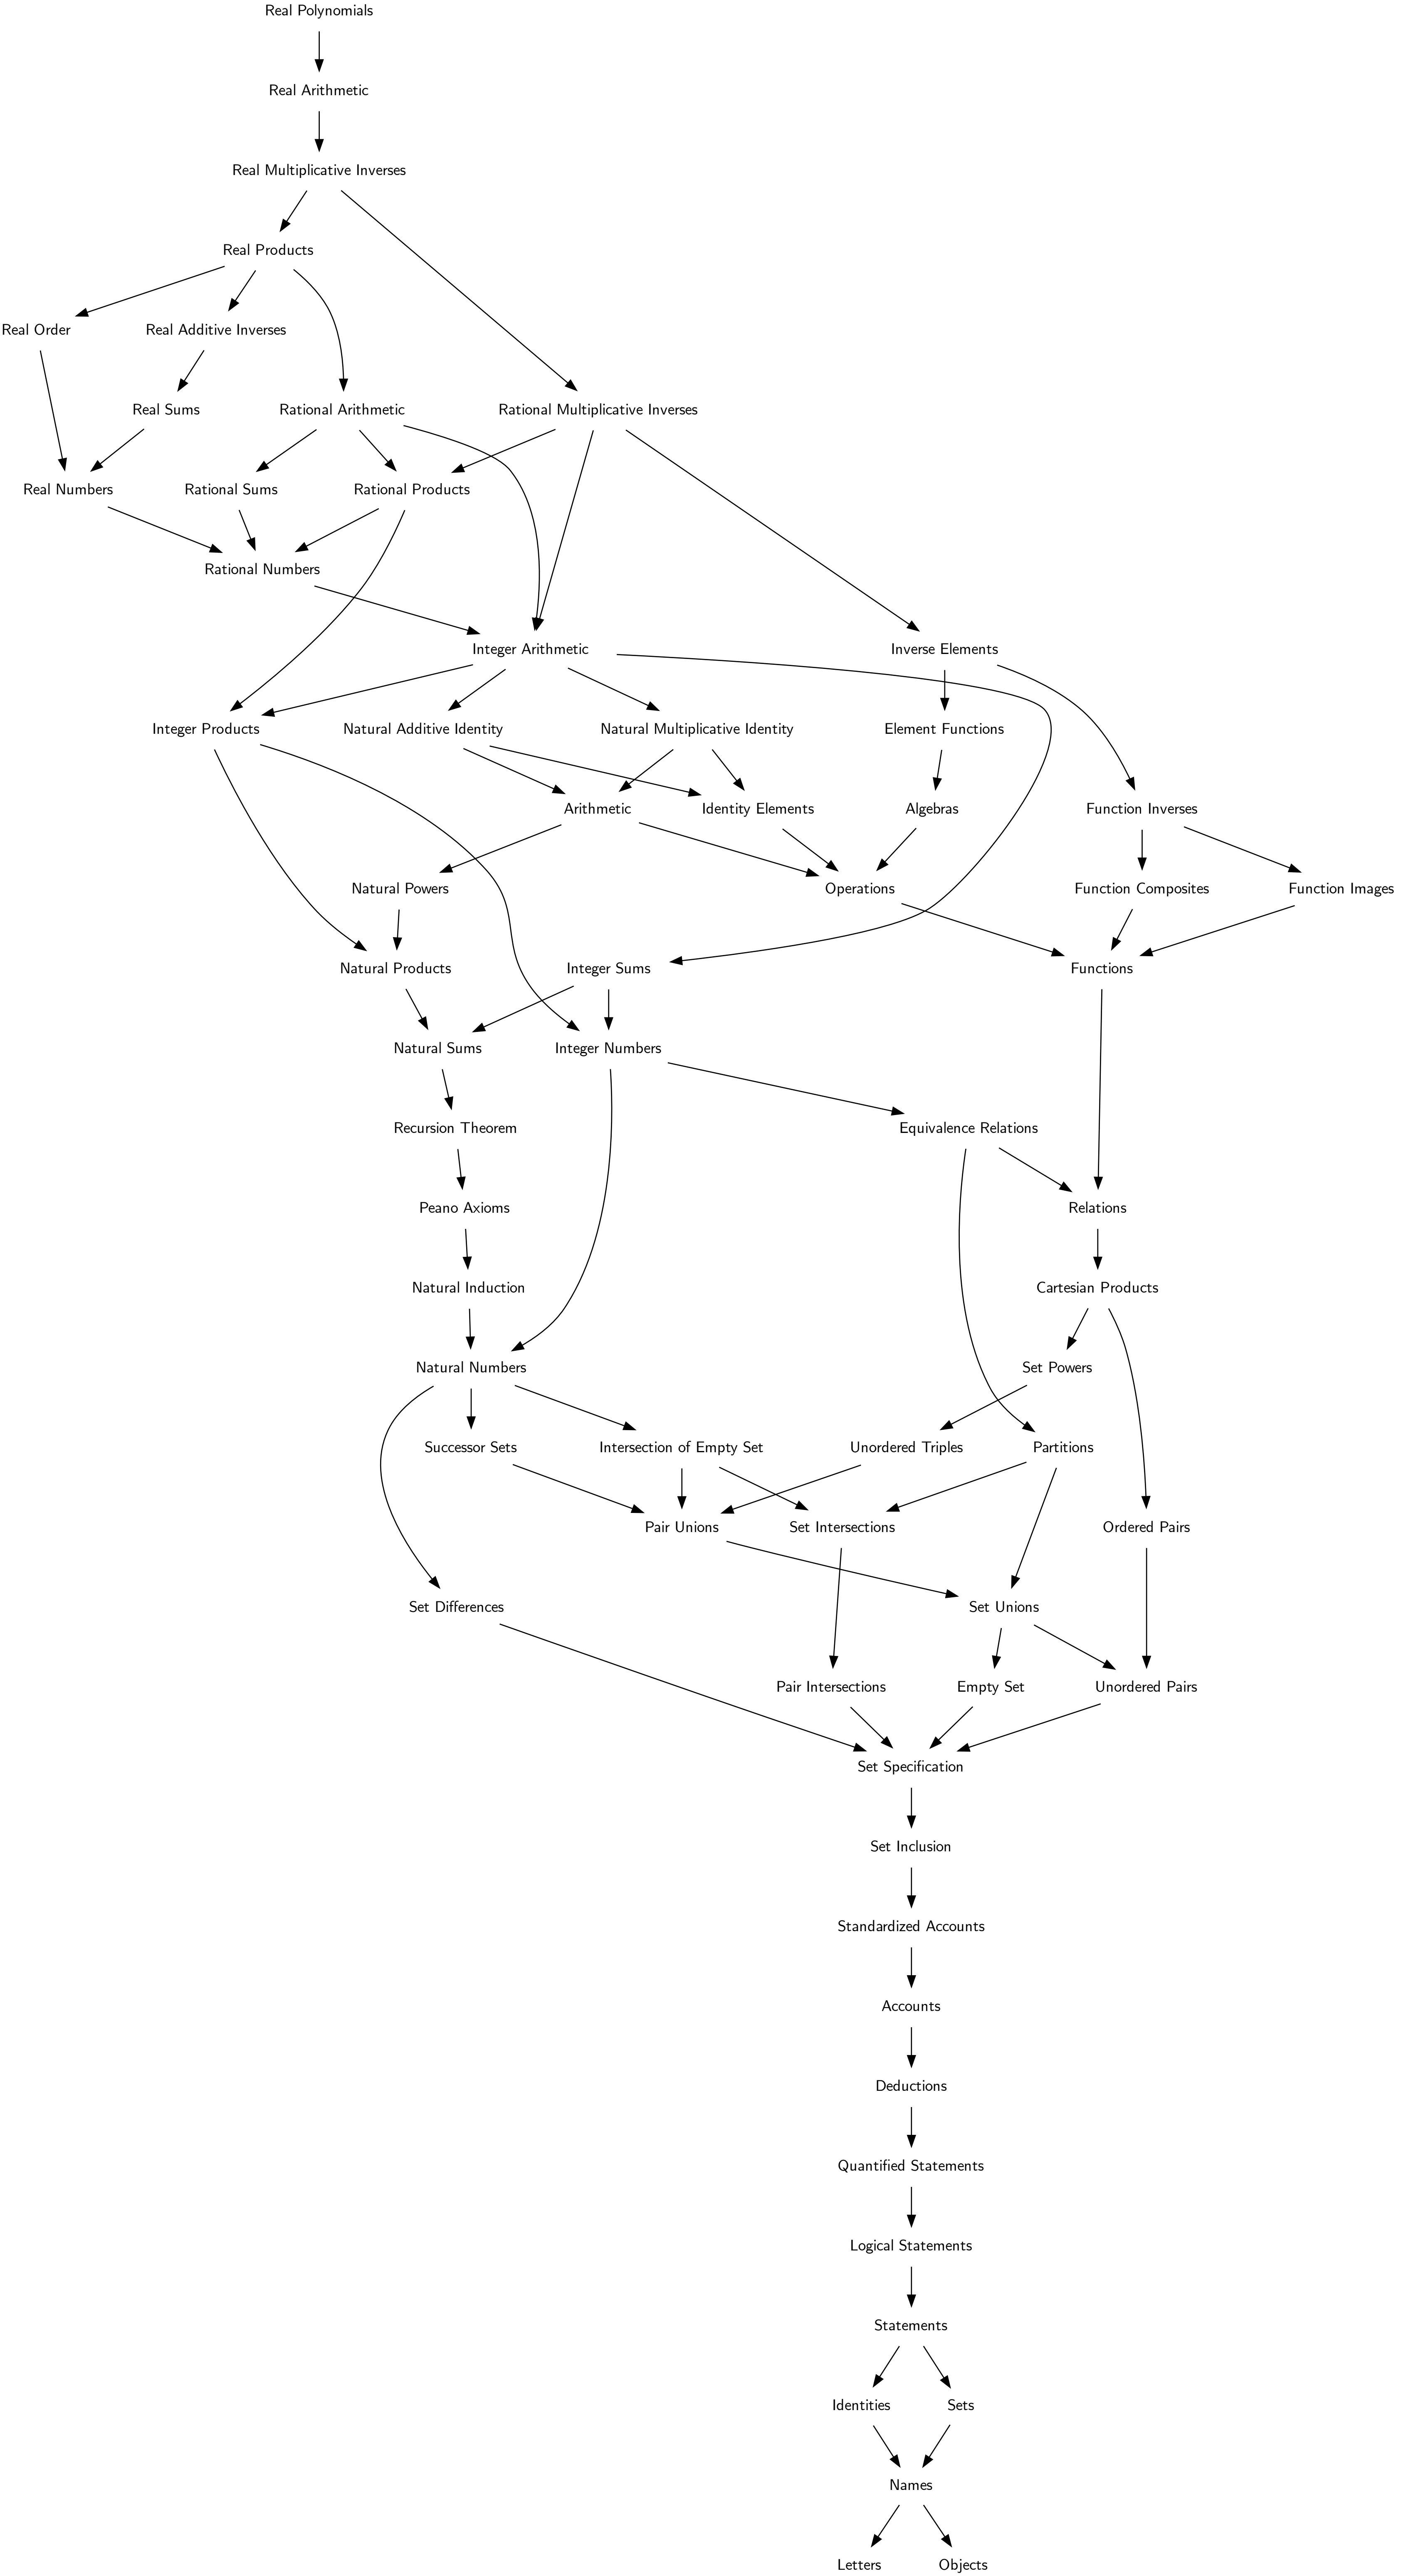 Real Polynomials
Real Arithmetic
Real Multiplicative Inverses
Real Products
Real Order
Real Additive Inverses
Real Sums
Rational Arithmetic
Rational Multiplicative Inverses
Real Numbers
Rational Sums
Rational Products
Rational Numbers
Integer Arithmetic
Inverse Elements
Integer Products
Natural Additive Identity
Natural Multiplicative Identity
Element Functions
Arithmetic
Identity Elements
Algebras
Function Inverses
Natural Powers
Operations
Function Composites
Function Images
Natural Products
Integer Sums
Functions
Natural Sums
Integer Numbers
Recursion Theorem
Equivalence Relations
Peano Axioms
Relations
Natural Induction
Cartesian Products
Natural Numbers
Set Powers
Successor Sets
Intersection of Empty Set
Unordered Triples
Partitions
Pair Unions
Set Intersections
Ordered Pairs
Set Differences
Set Unions
Pair Intersections
Empty Set
Unordered Pairs
Set Specification
Set Inclusion
Standardized Accounts
Accounts
Deductions
Quantified Statements
Logical Statements
Statements
Identities
Sets
Names
Letters
Objects